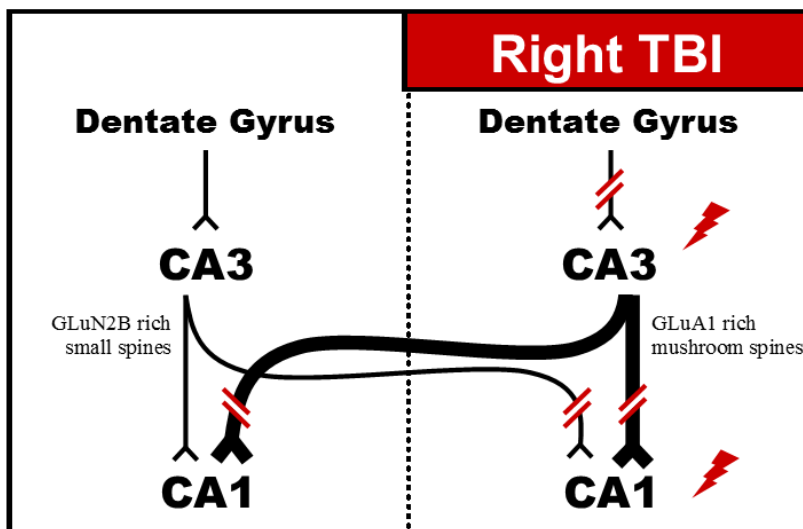 Right TBI
Dentate Gyrus
Dentate Gyrus
CA3
CA3
GLuN2B rich
small spines
GLuA1 rich
mushroom spines
CA1
CA1